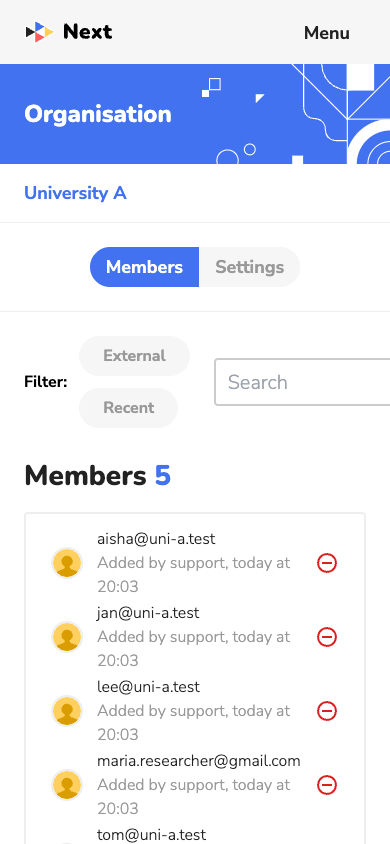 Next
Menu
Organisation
University A
Members
Settings
Filter:
External
Recent
Search
Members 5
aisha@uni-a.test
Added by support, today at
20:03
jan@uni-a.test
Added by support, today at
20:03
lee@uni-a.test
Added by support, today at
20:03
maria.researcher@gmail.com
Added by support, today at
20:03
tom@uni-a.test